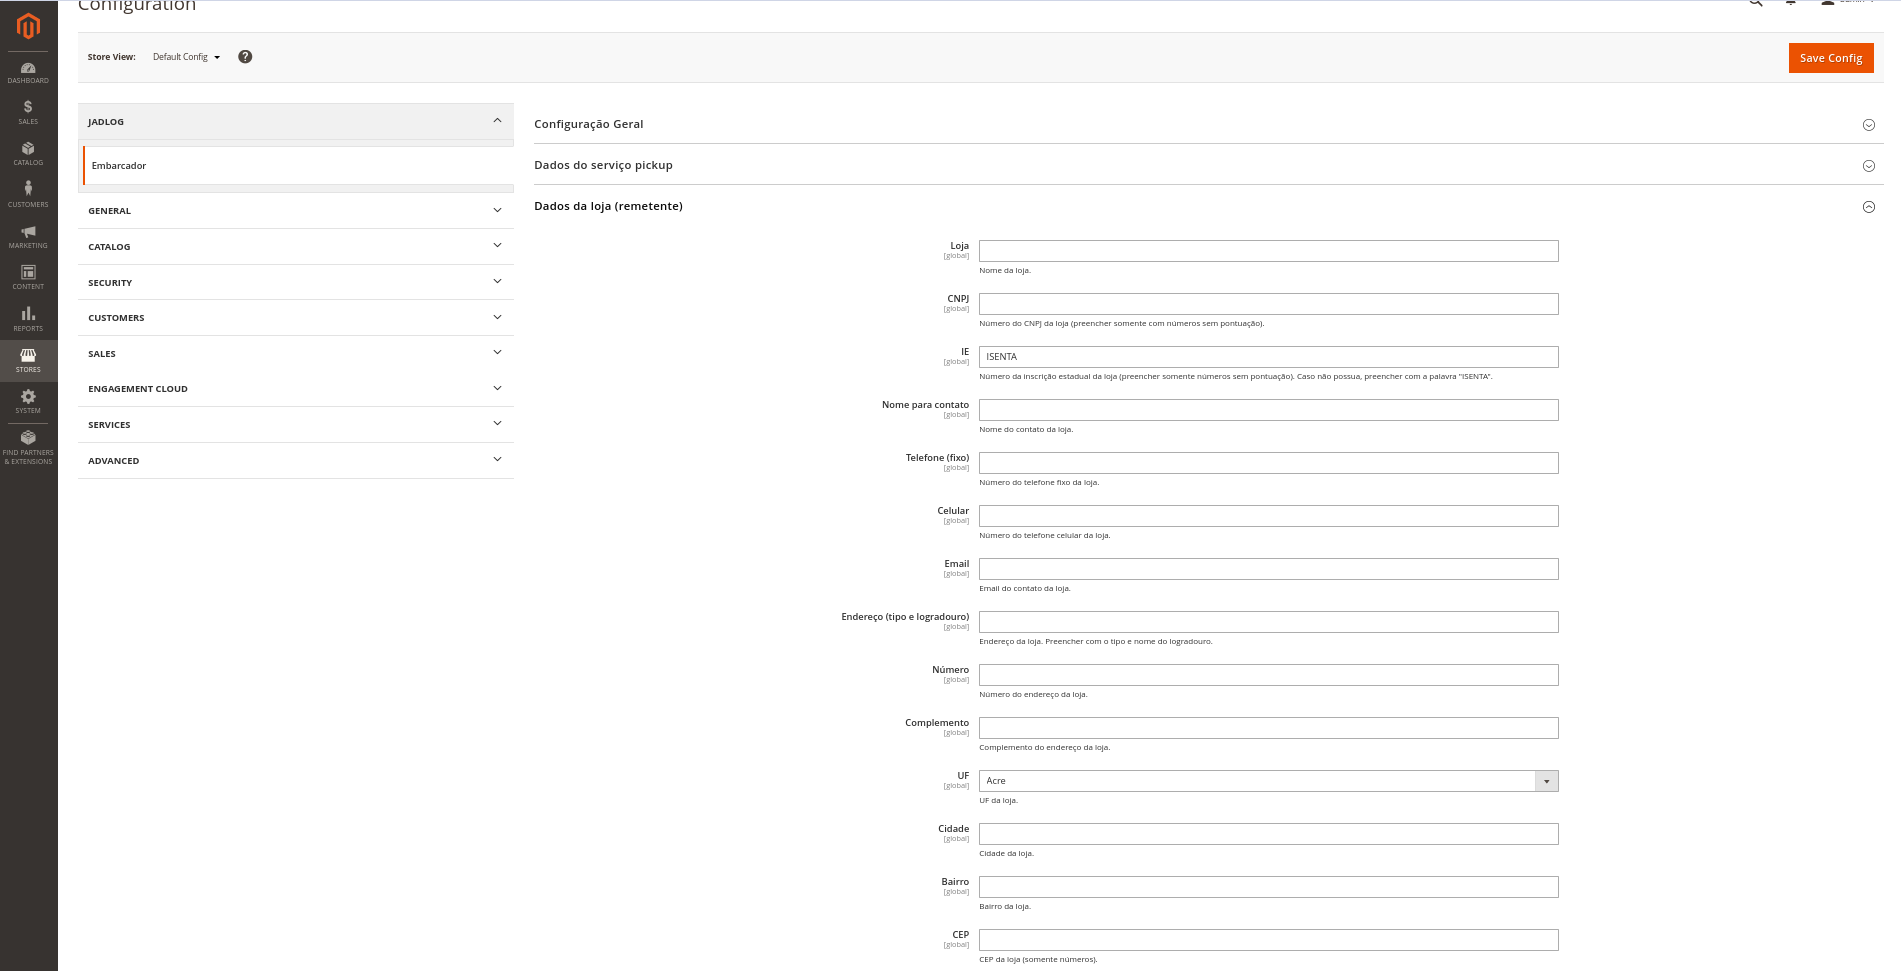 Configuration
Store View: Default Config ?
Save Config
DASHBOARD
SALES
CATALOG
CUSTOMERS
MARKETING
CONTENT
REPORTS
STORES
SYSTEM
FIND PARTNERS
& EXTENSIONS
JADLOG
Embarcador
GENERAL
CATALOG
SECURITY
CUSTOMERS
SALES
ENGAGEMENT CLOUD
SERVICES
ADVANCED
Configuração Geral
Dados do serviço pickup
Dados da loja (remetente)
Loja
[global]
Nome da loja.
CNPJ
[global]
Número do CNPJ da loja (preencher somente com números sem pontuação).
IE
[global]
ISENTA
Número da inscrição estadual da loja (preencher somente números sem pontuação). Caso não possua, preencher com a palavra "ISENTA".
Nome para contato
[global]
Nome do contato da loja.
Telefone (fixo)
[global]
Número do telefone fixo da loja.
Celular
[global]
Número do telefone celular da loja.
Email
[global]
Email do contato da loja.
Endereço (tipo e logradouro)
[global]
Endereço da loja. Preencher com o tipo e nome do logradouro.
Número
[global]
Número do endereço da loja.
Complemento
[global]
Complemento do endereço da loja.
UF
[global]
Acre
UF da loja.
Cidade
[global]
Cidade da loja.
Bairro
[global]
Bairro da loja.
CEP
[global]
CEP da loja (somente números).